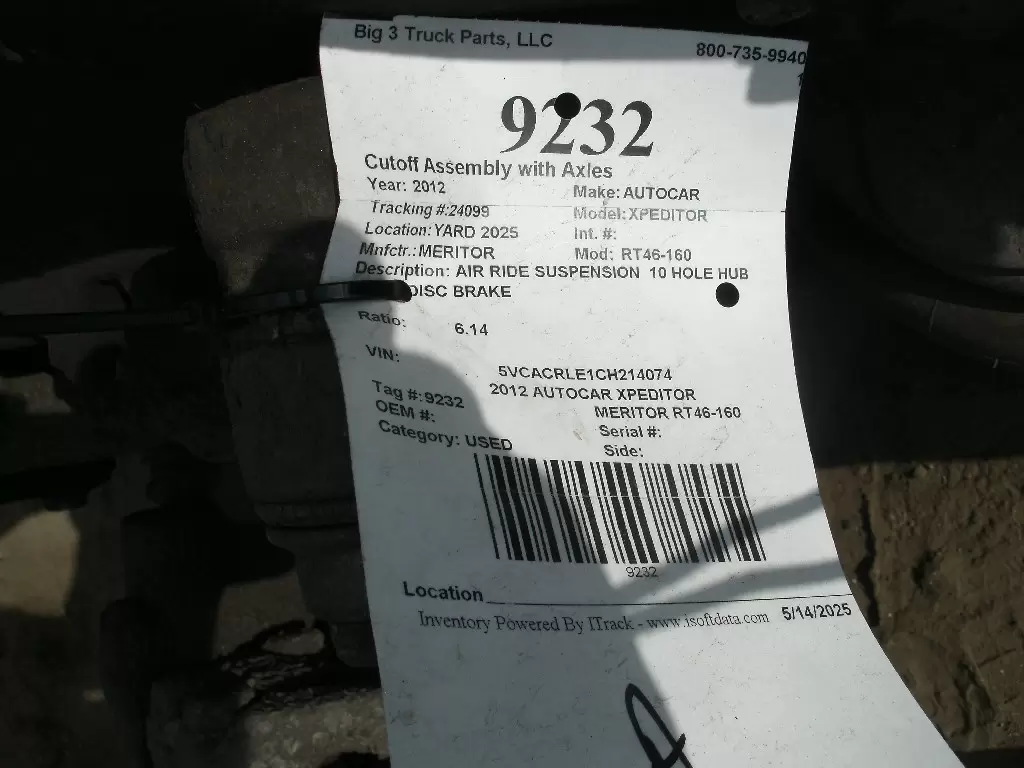 Big 3 Truck Parts, LLC 800-735-9940
9232
Cutoff Assembly with Axles
Year: 2012 Make: AUTOCAR
Tracking #:24099 Model: XPEDITOR
Location: YARD 2025 Int. #:
Mnfctr.: MERITOR Mod: RT46-160
Description: AIR RIDE SUSPENSION 10 HOLE HUB
DISC BRAKE
Ratio: 6.14
VIN: 5VCACRLE1CH214074
2012 AUTOCAR XPEDITOR
Tag #: 9232 MERITOR RT46-160
OEM #: Serial #:
Category: USED Side:
9232
Location
Inventory Powered By ITrack - www.isoftdata.com 5/14/2025